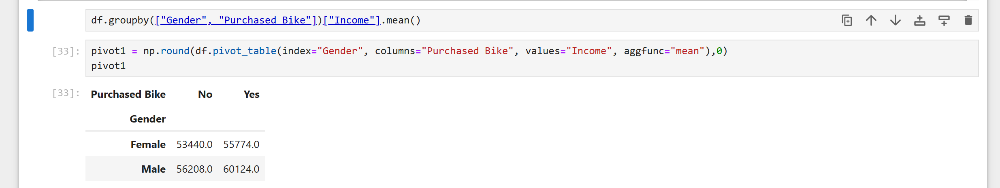 df.groupby(["Gender", "Purchased Bike"])["Income"].mean()
[33]: pivot1 = np.round(df.pivot_table(index="Gender", columns="Purchased Bike", values="Income", aggfunc="mean"),0)
pivot1
[33]: Purchased Bike No Yes
Gender
Female 53440.0 55774.0
Male 56208.0 60124.0